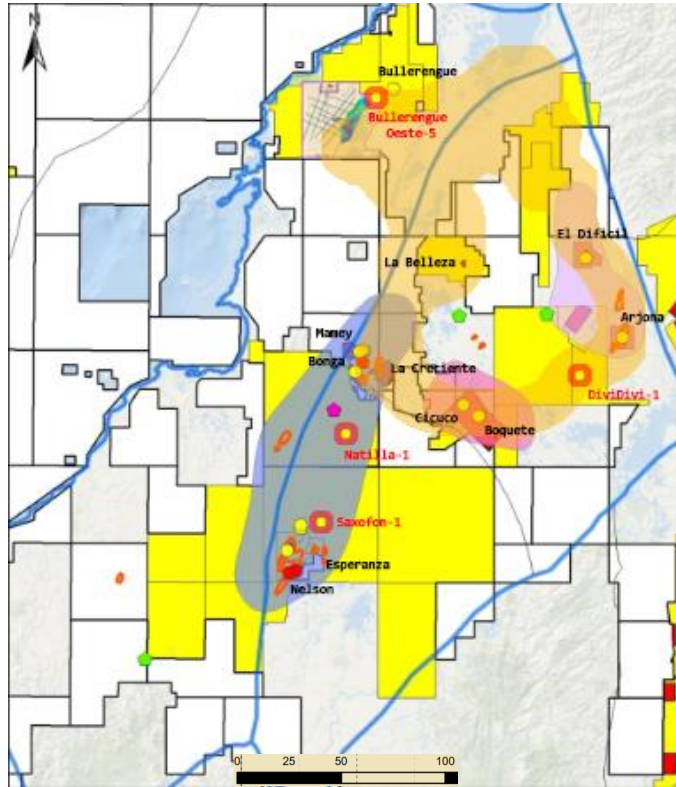 N
Bullerengue
Bullerengue
Oeste-5
El Dificil
La Belleza
Arjona
Mamey
Bonga
La Creciente
DiviDivi-1
Cicuco
Boquete
Natilla-1
Saxofon-1
Esperanza
Nelson
0 25 50 100